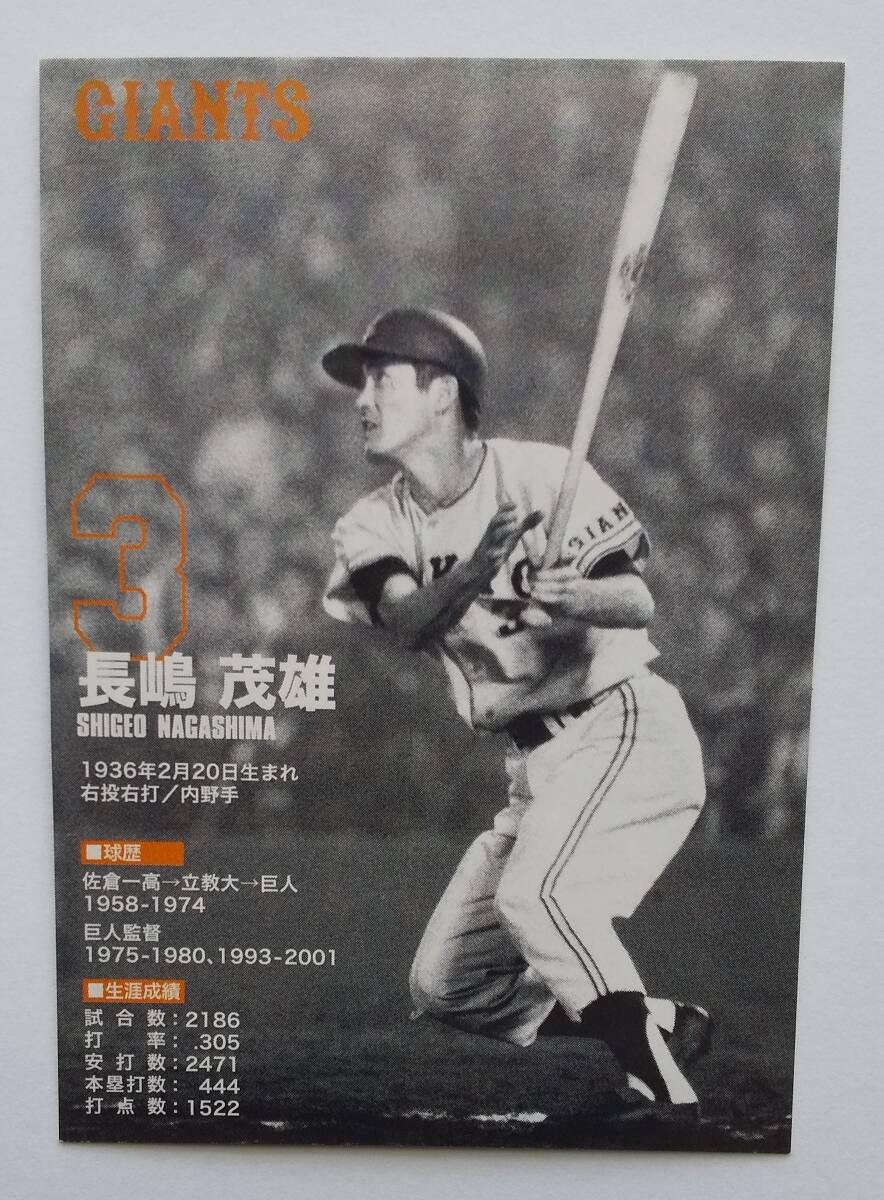 GIANTS
3
長嶋 茂雄
SHIGEO NAGASHIMA
1936年2月20日生まれ
右投右打／内野手
■球歴
佐倉一高→立教大→巨人
1958-1974
巨人監督
1975-1980、1993-2001
■生涯成績
試合数：2186
打率：.305
安打数：2471
本塁打数：444
打点数：1522
GIAN
3